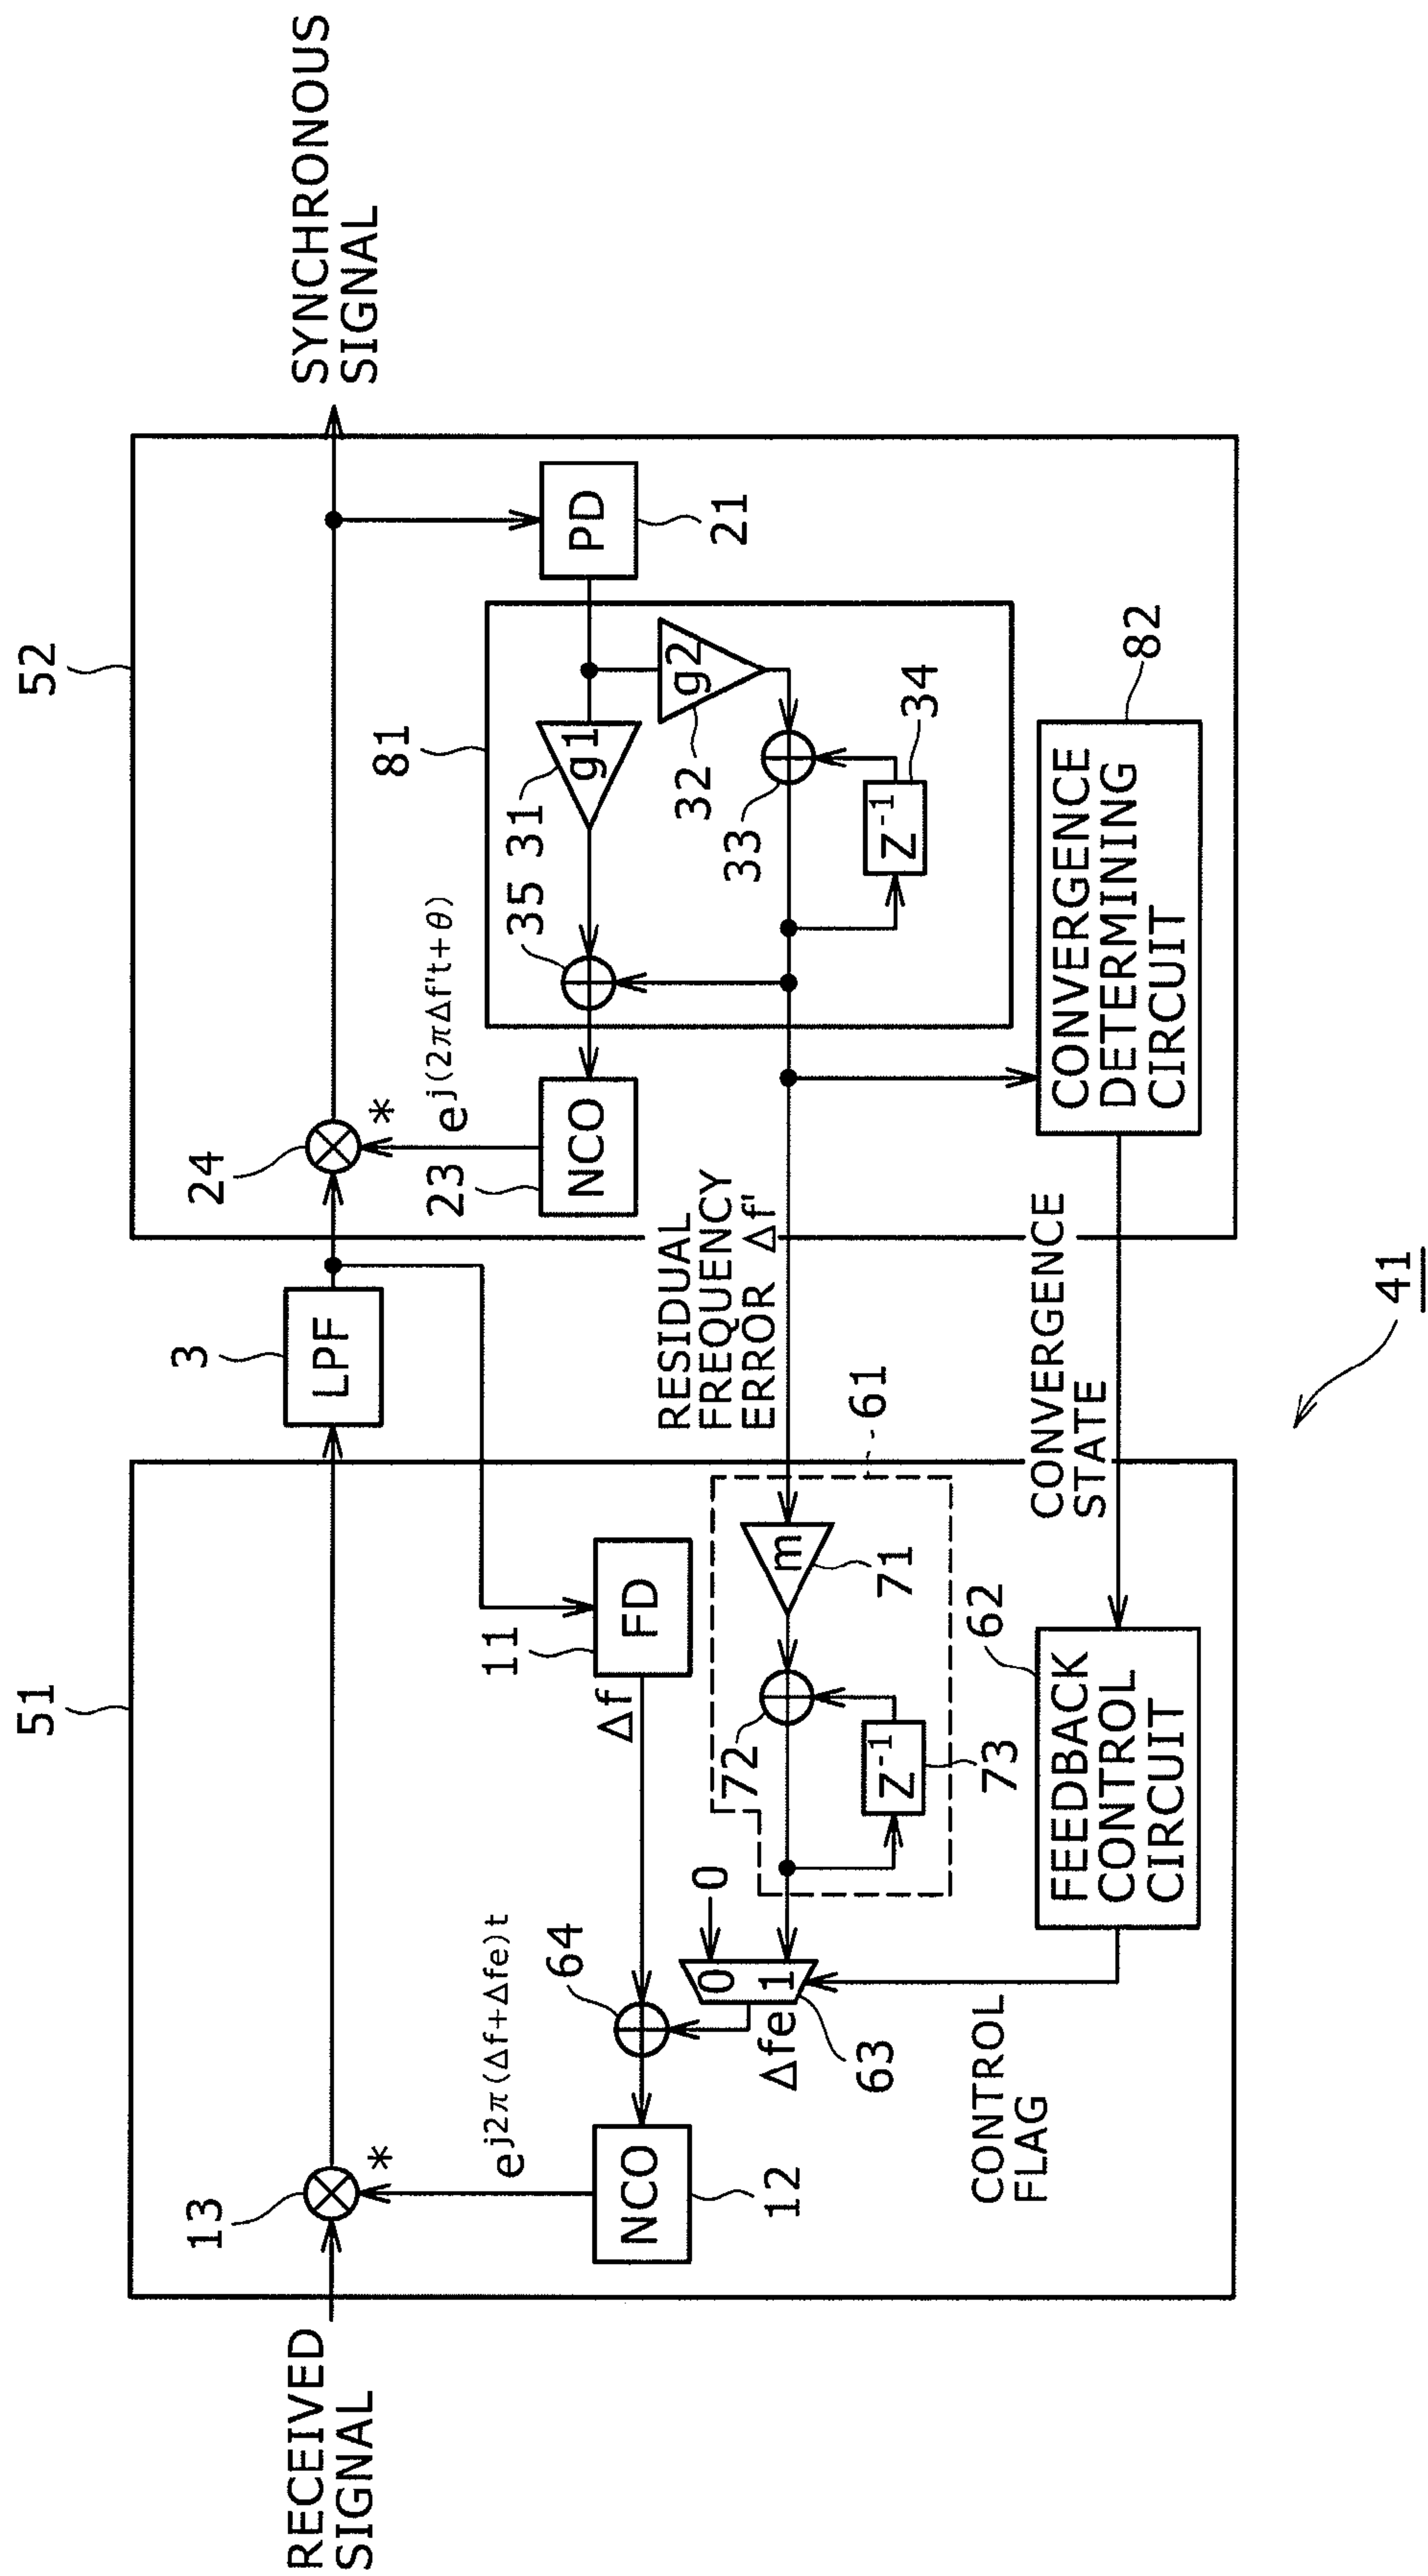 51
52
RECEIVED
SIGNAL
13
*
e^{j2π(Δf+Δfe)t}
NCO
12
64
Δf
11
FD
3
LPF
24
*
e^{j(2πΔf't+θ)}
23
NCO
SYNCHRONOUS
SIGNAL
81
35
31
g1
PD
21
g2
32
33
Z⁻¹
34
0
0
1
Δfe
63
72
Z⁻¹
73
m
71
61
RESIDUAL
FREQUENCY
ERROR Δf'
CONTROL
FLAG
62
FEEDBACK
CONTROL
CIRCUIT
CONVERGENCE
STATE
CONVERGENCE
DETERMINING
CIRCUIT
82
41